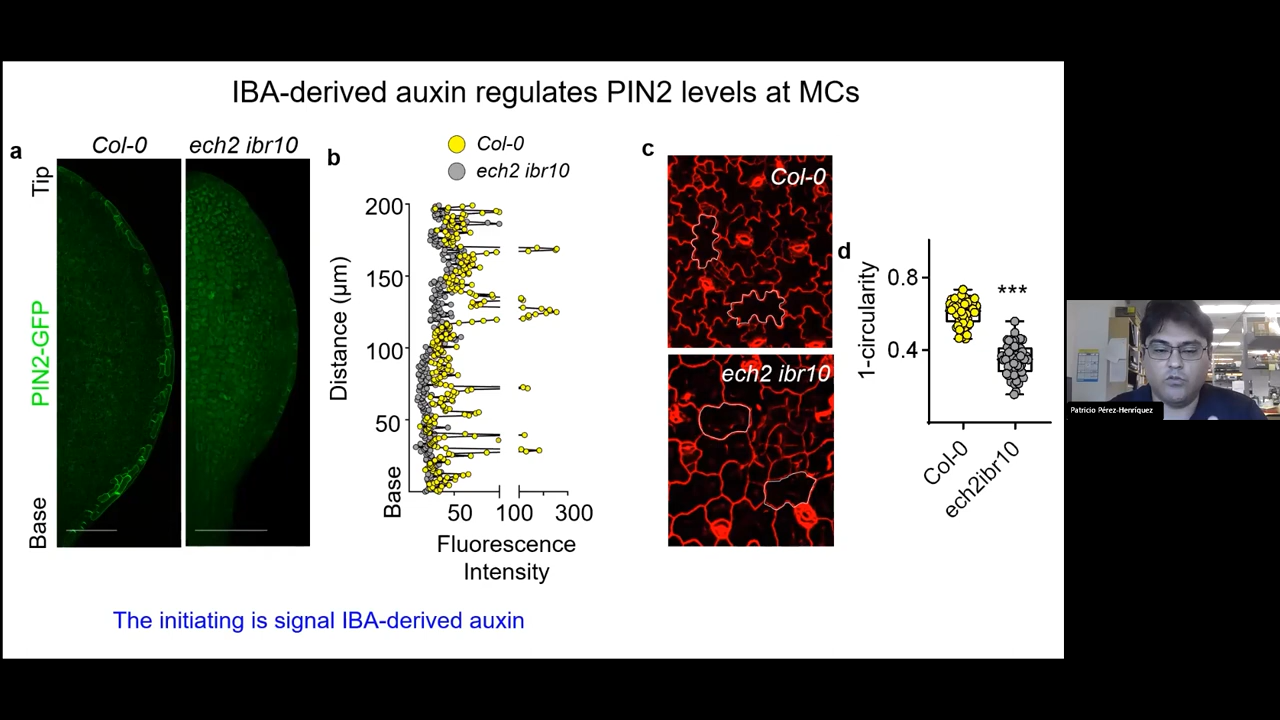 IBA-derived auxin regulates PIN2 levels at MCs
a
Col-0
ech2 ibr10
Tip
PIN2-GFP
Base
b
Col-0
ech2 ibr10
200
150
100
50
Distance (µm)
Base
50
100
300
Fluorescence
Intensity
c
Col-0
ech2 ibr10
d
0.8
0.4
1-circularity
***
Col-0
ech2ibr10
The initiating is signal IBA-derived auxin
Patricio Pérez-Henríquez